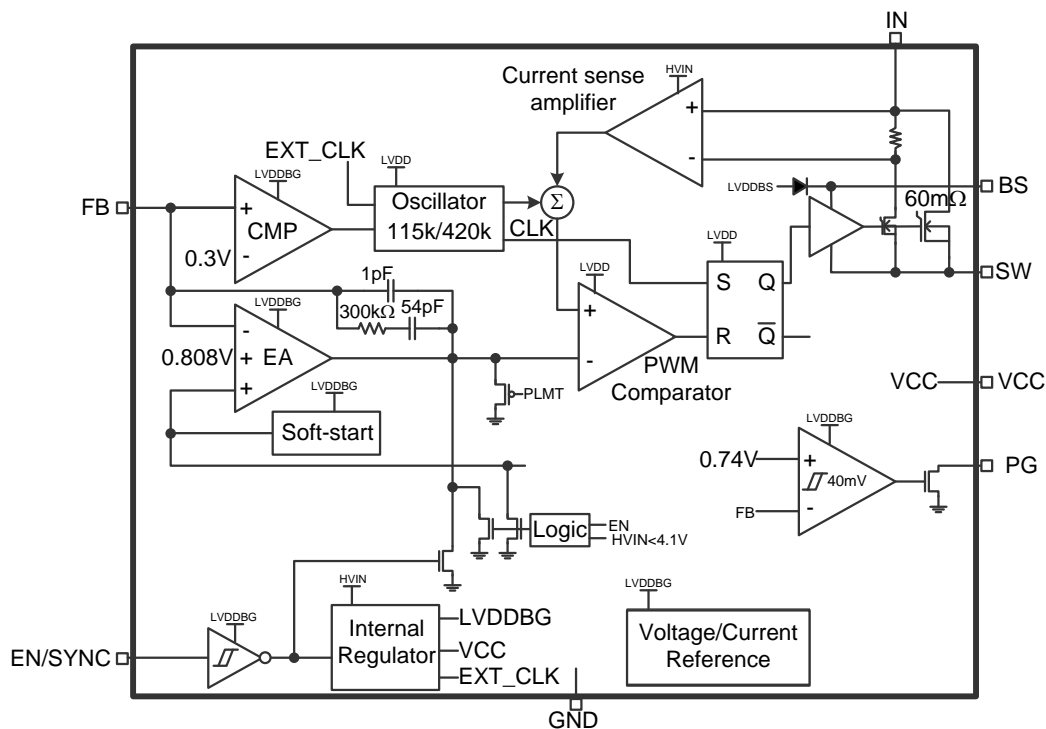 IN
Current sense
amplifier
HVIN
+
-
EXT_CLK
LVDD
LVDDBG
FB
+
CMP
-
0.3V
Oscillator
115k/420k
CLK
Σ
LVDDBS
BS
60mΩ
SW
LVDD
S Q
R Q
1pF
300kΩ
54pF
LVDDBG
-
0.808V
+
EA
+
LVDD
+
-
PWM
Comparator
PLMT
LVDDBG
Soft-start
VCC
VCC
LVDDBG
0.74V
+
40mV
FB
-
PG
Logic
EN
HVIN<4.1V
HVIN
Internal
Regulator
LVDDBG
VCC
EXT_CLK
LVDDBG
EN/SYNC
LVDDBG
Voltage/Current
Reference
GND